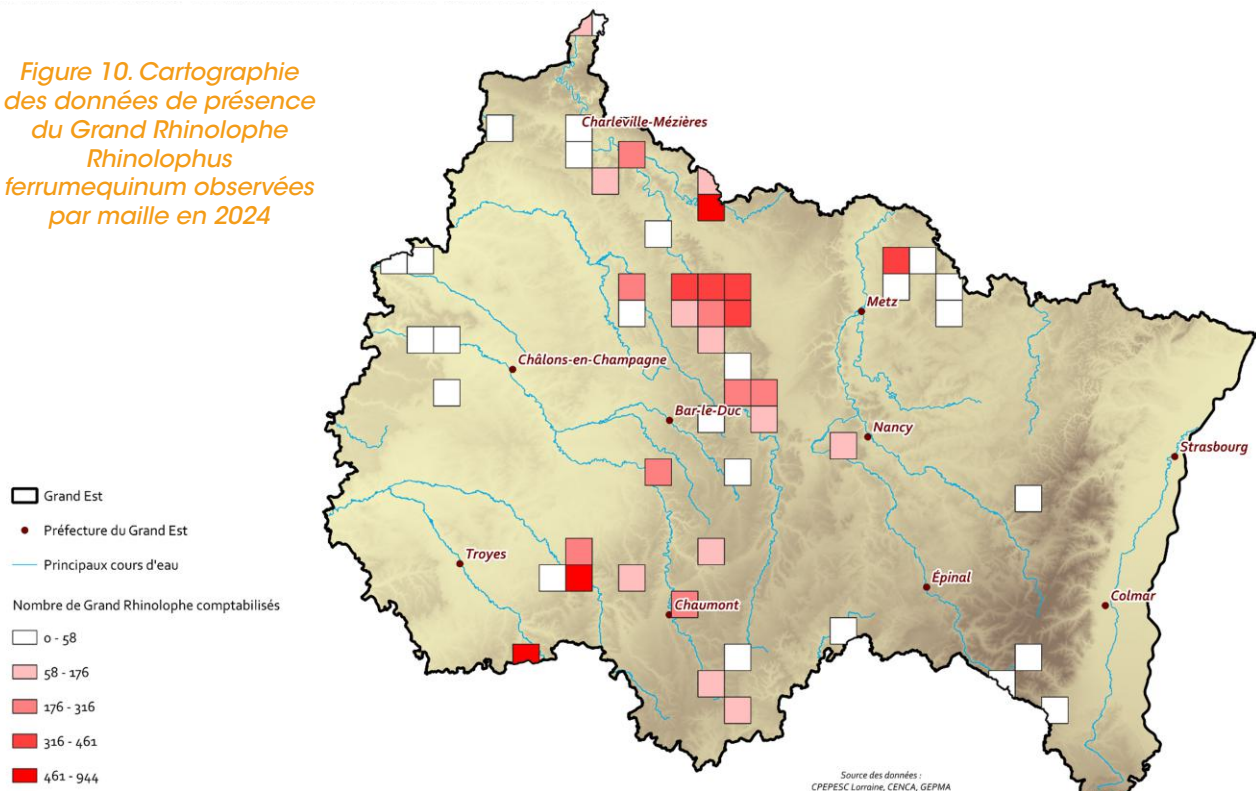 Figure 10. Cartographie
des données de présence
du Grand Rhinolophe
Rhinolophus
ferrumequinum observées
par maille en 2024
Charleville-Mézières
Metz
Châlons-en-Champagne
Bar-le-Duc
Nancy
Strasbourg
Troyes
Épinal
Chaumont
Colmar
Grand Est
Préfecture du Grand Est
Principaux cours d'eau
Nombre de Grand Rhinolophe comptabilisés
0 - 58
58 - 176
176 - 316
316 - 461
461 - 944
Source des données :
CPEPESC Lorraine, CENCA, GEPMA